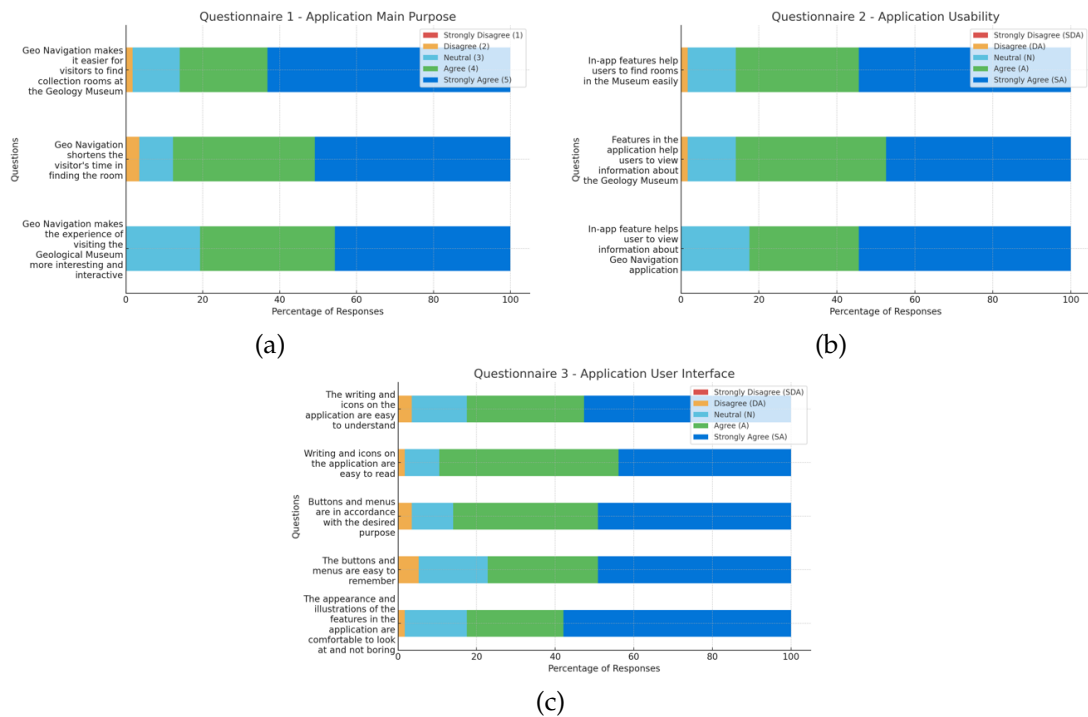 Questionnaire 1 - Application Main Purpose
Strongly Disagree (1)
Disagree (2)
Neutral (3)
Agree (4)
Strongly Agree (5)
Geo Navigation makes
it easier for
visitors to find
collection rooms at
the Geology Museum
Geo Navigation
shortens the
visitor's time in
finding the room
Geo Navigation makes
the experience of
visiting the
Geological Museum
more interesting and
interactive
Questions
0 20 40 60 80 100
Percentage of Responses
(a)
Questionnaire 2 - Application Usability
Strongly Disagree (SDA)
Disagree (DA)
Neutral (N)
Agree (A)
Strongly Agree (SA)
In-app features help
users to find rooms
in the Museum easily
Features in the
application help
users to view
information about
the Geology Museum
In-app feature helps
user to view
information about
Geo Navigation
application
Questions
0 20 40 60 80 100
Percentage of Responses
(b)
Questionnaire 3 - Application User Interface
Strongly Disagree (SDA)
Disagree (DA)
Neutral (N)
Agree (A)
Strongly Agree (SA)
The writing and
icons on the
application are easy
to understand
Writing and icons on
the application are
easy to read
Buttons and menus
are in accordance
with the desired
purpose
The buttons and
menus are easy to
remember
The appearance and
illustrations of the
features in the
application are
comfortable to look
at and not boring
Questions
0 20 40 60 80 100
Percentage of Responses
(c)